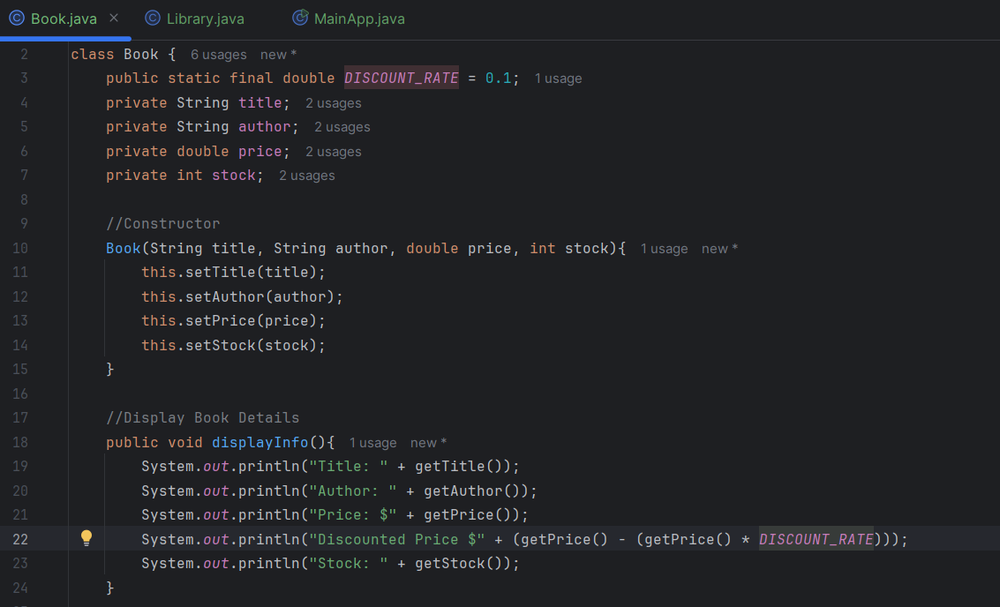 Book.java × Library.java MainApp.java
2 class Book { 6 usages new *
3 public static final double DISCOUNT_RATE = 0.1; 1 usage
4 private String title; 2 usages
5 private String author; 2 usages
6 private double price; 2 usages
7 private int stock; 2 usages
8
9 //Constructor
10 Book(String title, String author, double price, int stock){ 1 usage new *
11 this.setTitle(title);
12 this.setAuthor(author);
13 this.setPrice(price);
14 this.setStock(stock);
15 }
16
17 //Display Book Details
18 public void displayInfo(){ 1 usage new *
19 System.out.println("Title: " + getTitle());
20 System.out.println("Author: " + getAuthor());
21 System.out.println("Price: $" + getPrice());
22 System.out.println("Discounted Price $" + (getPrice() - (getPrice() * DISCOUNT_RATE)));
23 System.out.println("Stock: " + getStock());
24 }